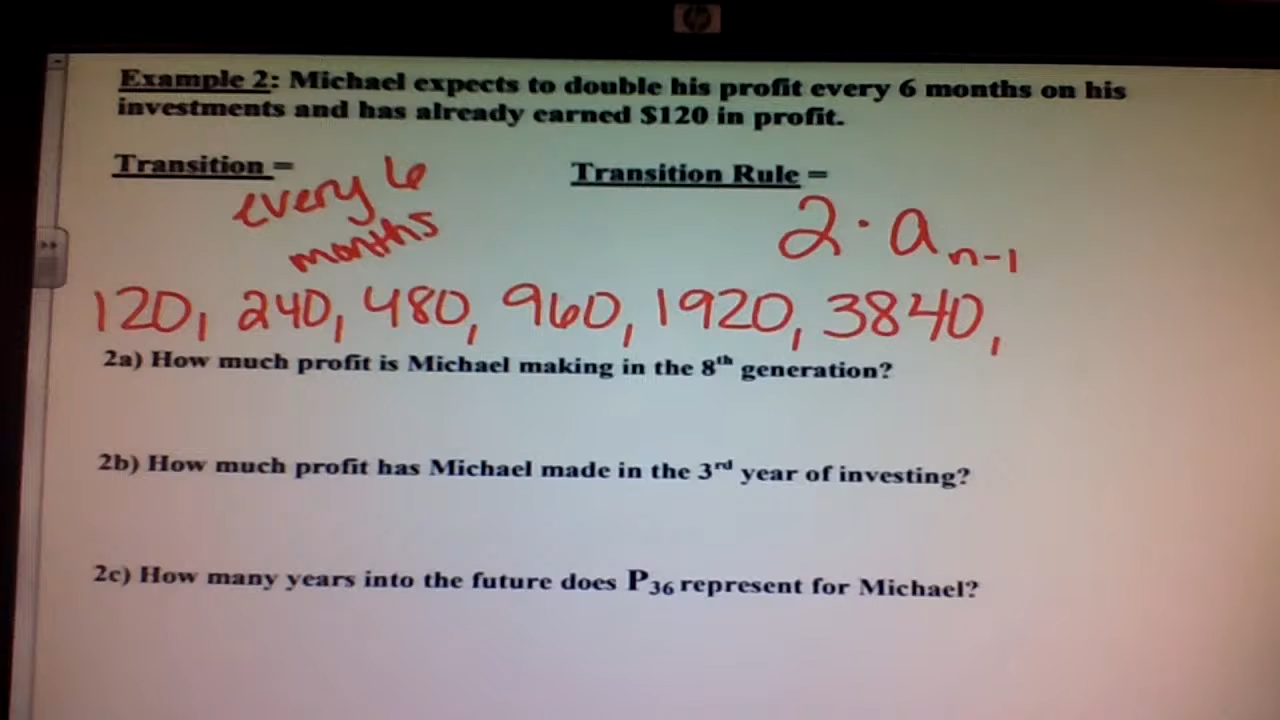 Example 2: Michael expects to double his profit every 6 months on his
investments and has already earned $120 in profit.
Transition =
every 6
months
Transition Rule =
2 · aₙ₋₁
120, 240, 480, 960, 1920, 3840,
2a) How much profit is Michael making in the 8th generation?
2b) How much profit has Michael made in the 3rd year of investing?
2c) How many years into the future does P₃₆ represent for Michael?